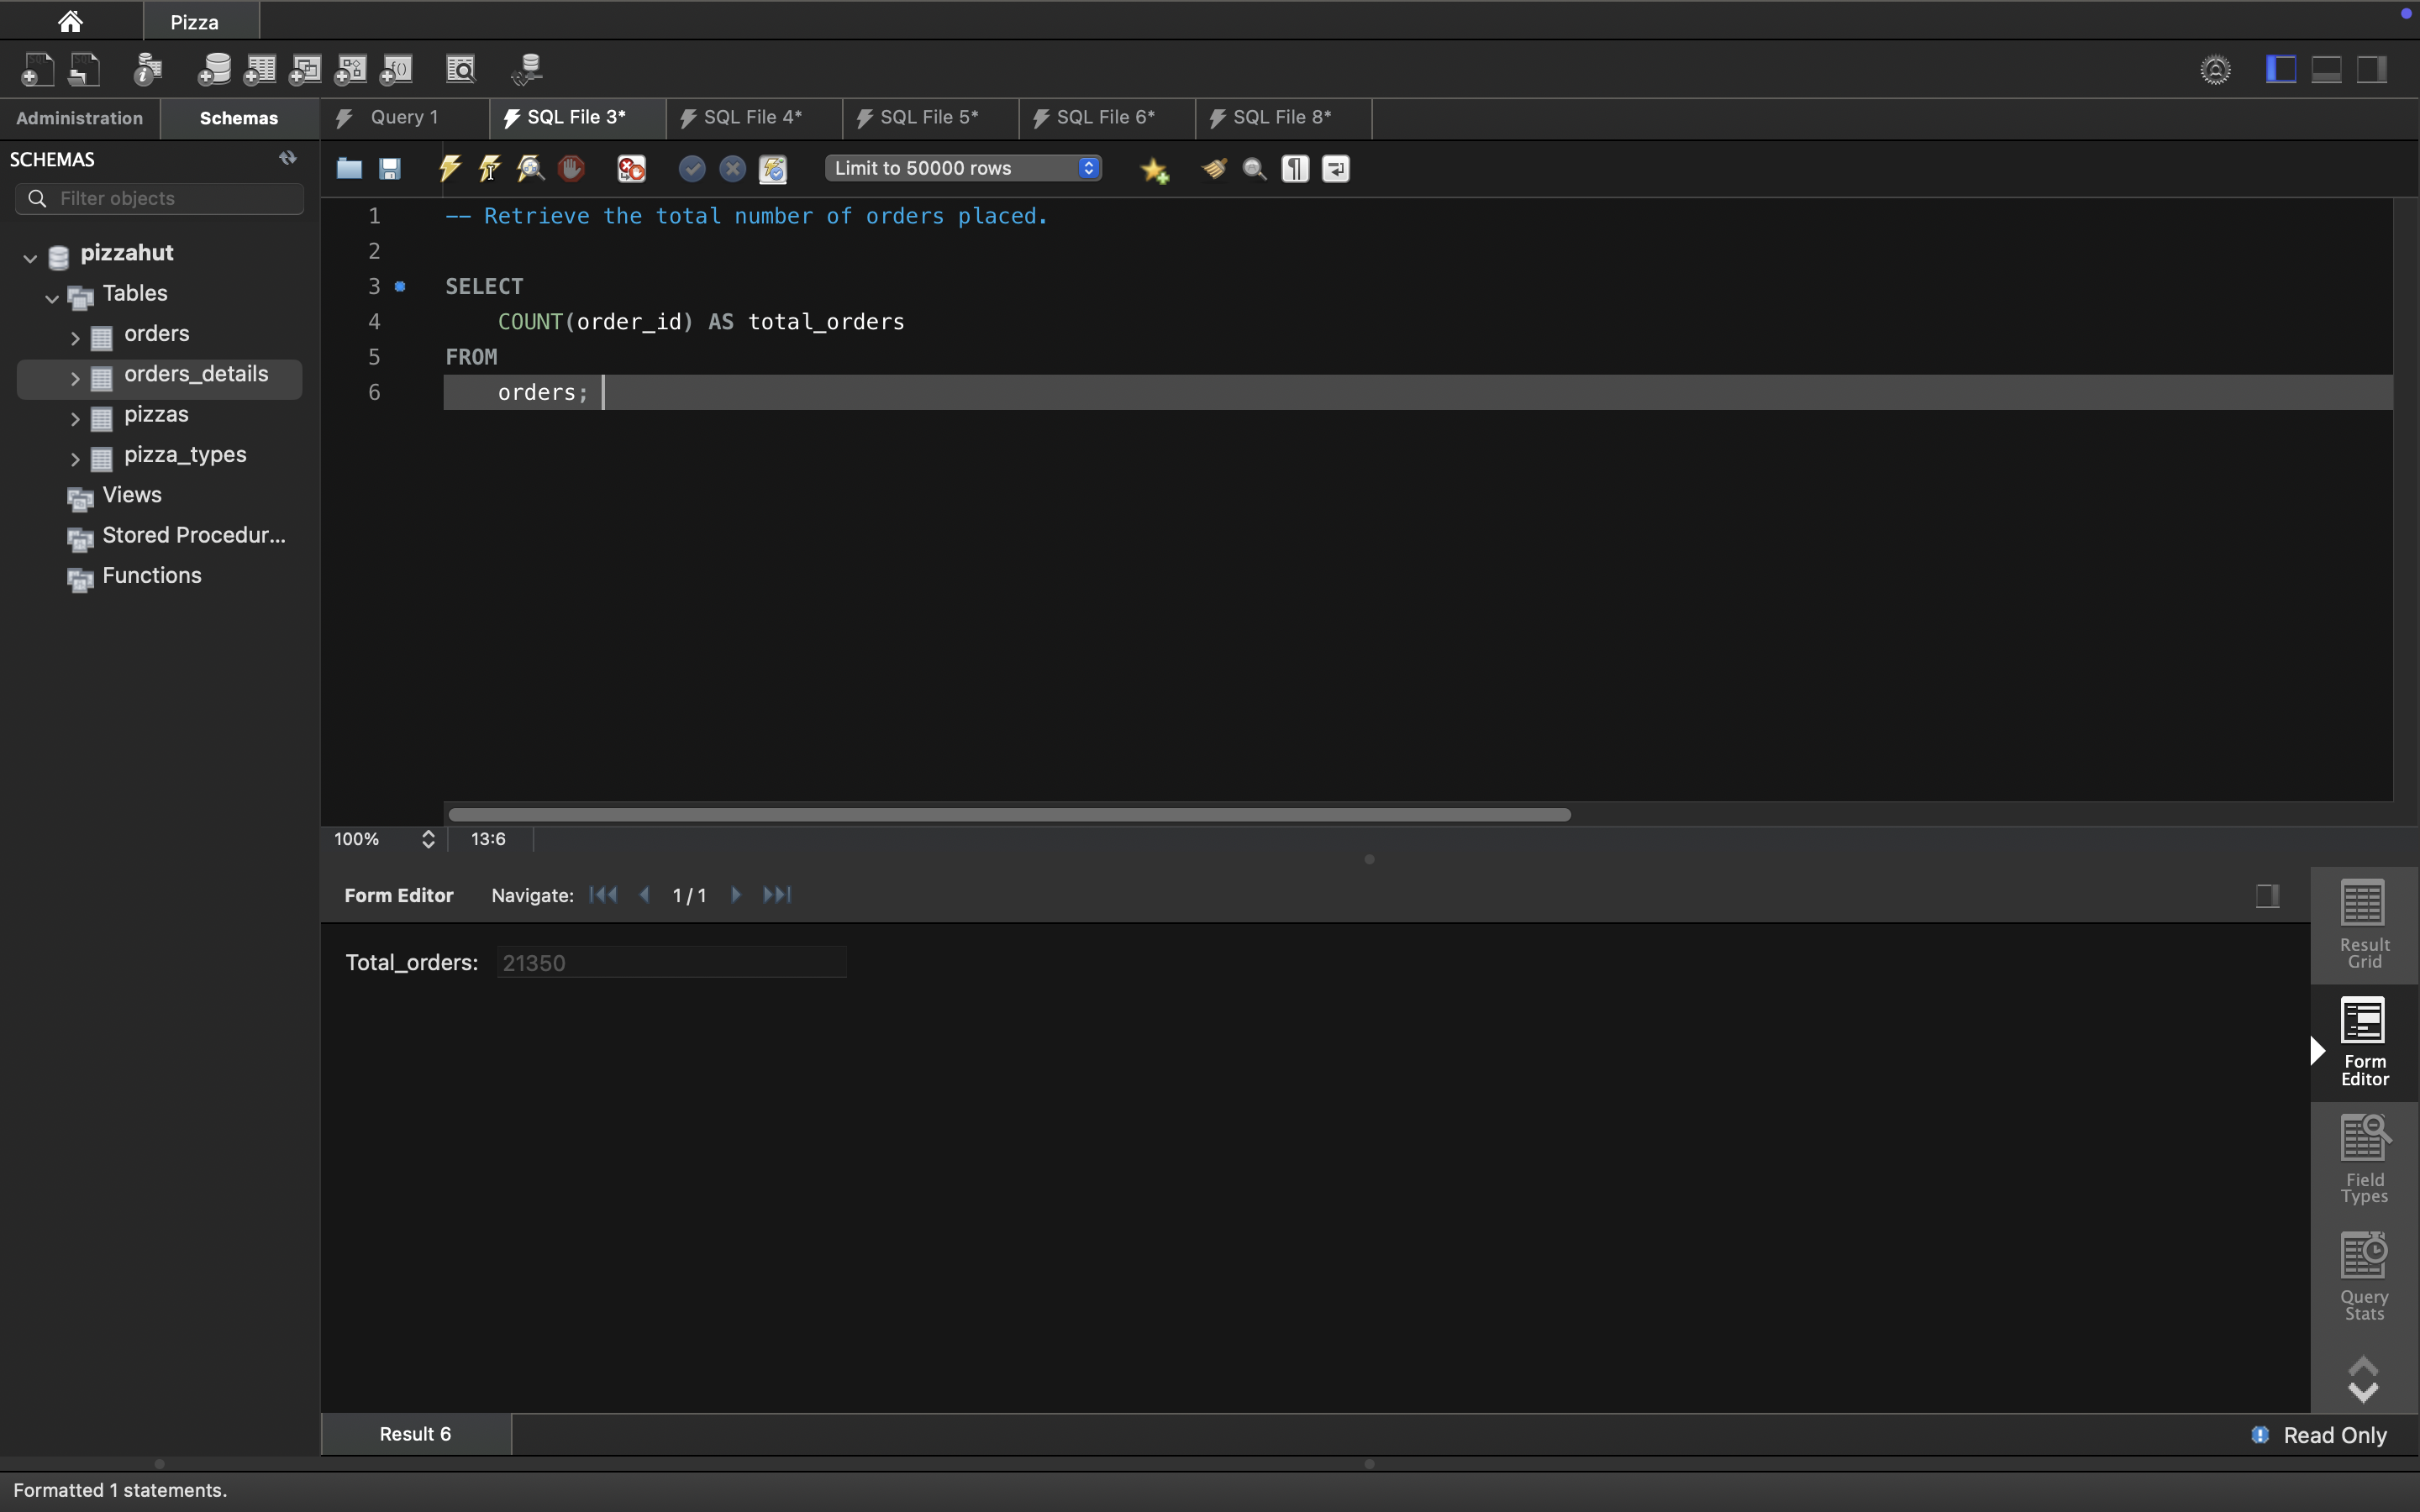 Pizza
Administration
Schemas
Query 1
SQL File 3*
SQL File 4*
SQL File 5*
SQL File 6*
SQL File 8*
SCHEMAS
Filter objects
Limit to 50000 rows
pizzahut
Tables
orders
orders_details
pizzas
pizza_types
Views
Stored Procedur...
Functions
1 -- Retrieve the total number of orders placed.
2
3 SELECT
4 COUNT(order_id) AS total_orders
5 FROM
6 orders;
100%
13:6
Form Editor
Navigate:
1 / 1
Total_orders: 21350
Result
Grid
Form
Editor
Field
Types
Query
Stats
Result 6
Read Only
Formatted 1 statements.